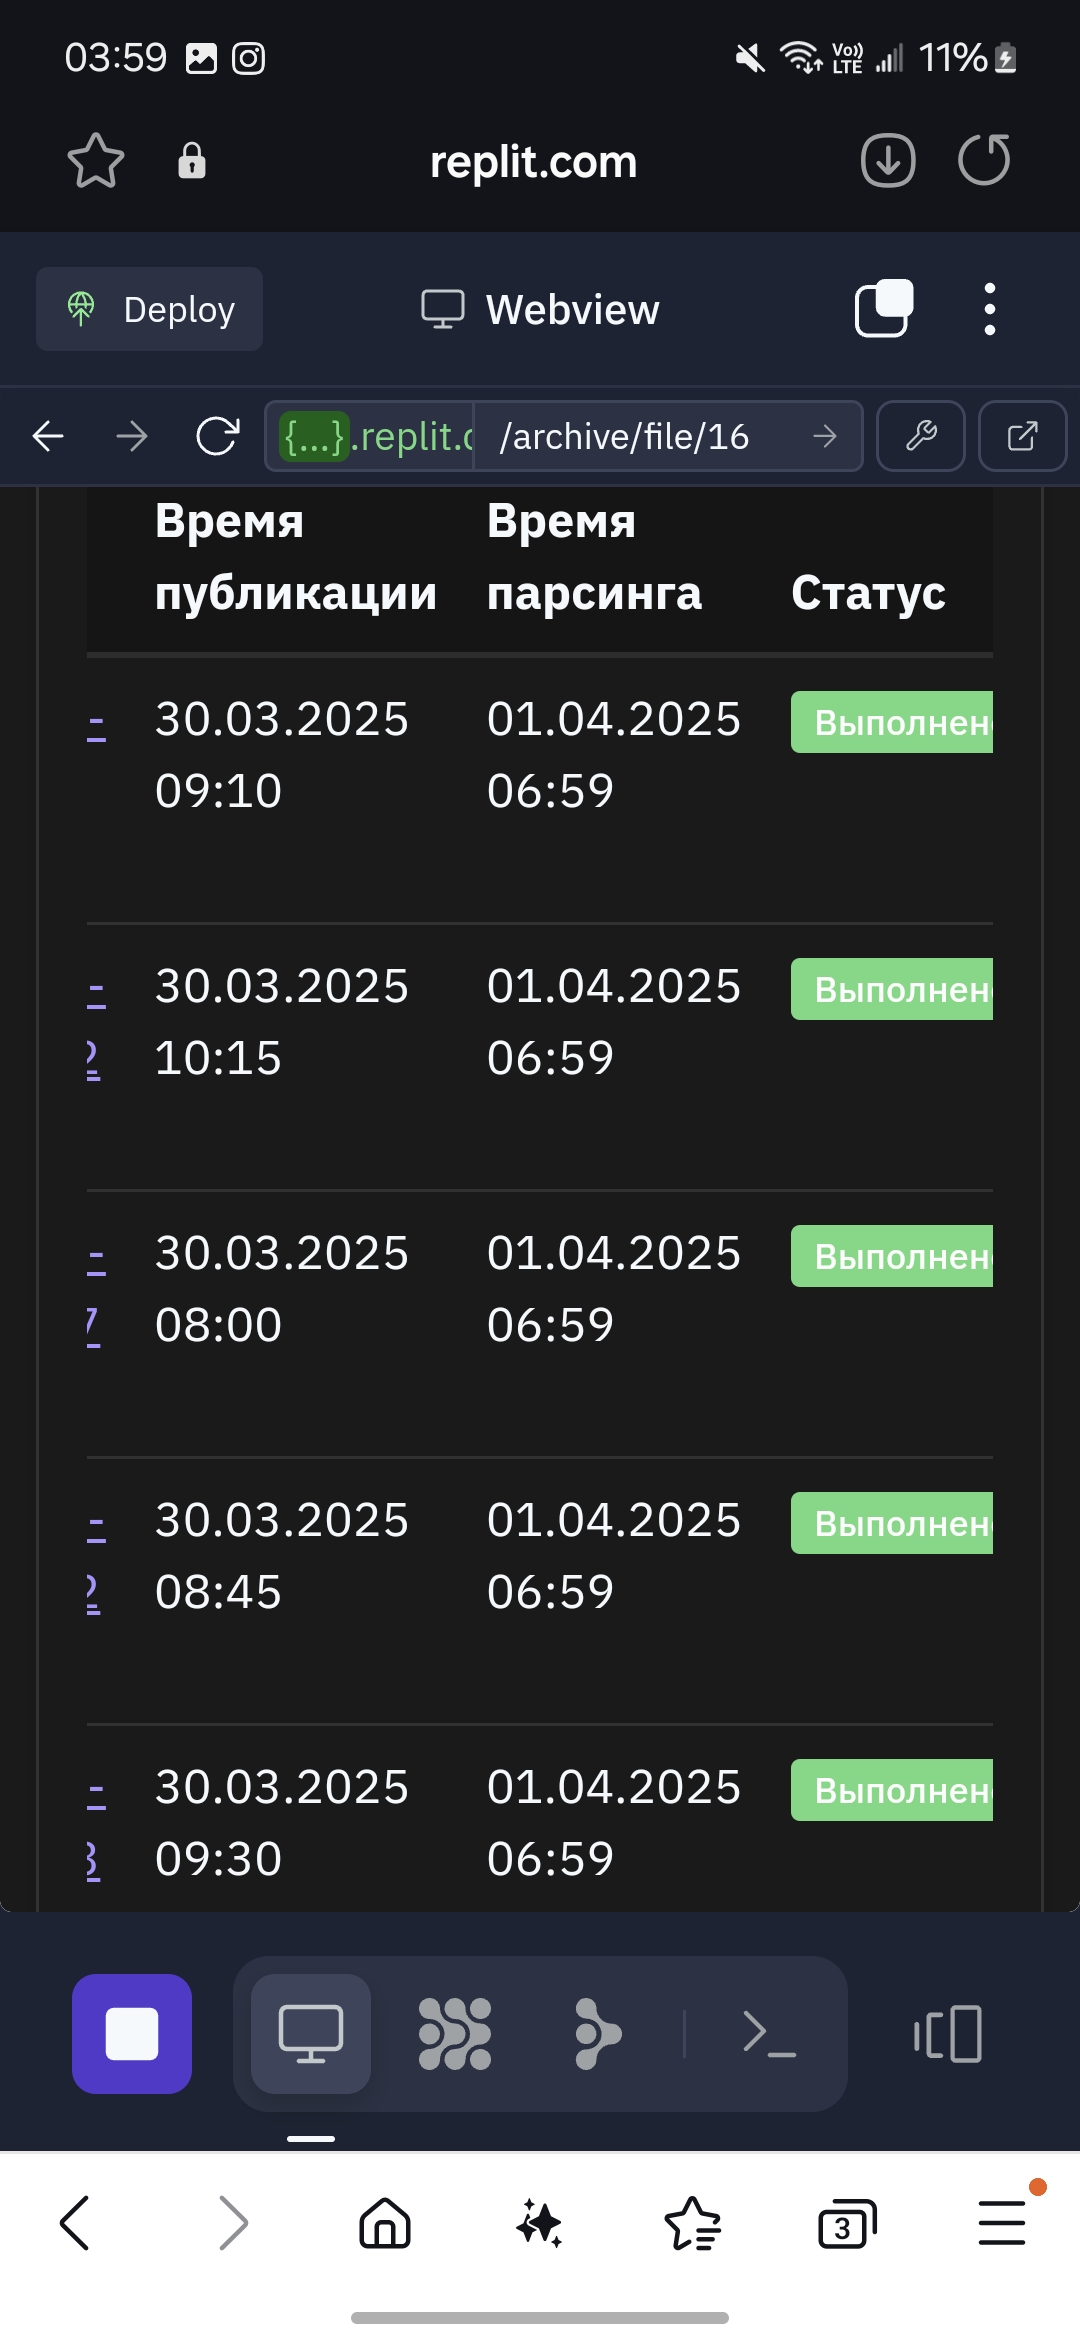 03:59
Vo))
LTE
11%
replit.com
Deploy
Webview
{...}.replit.
/archive/file/16
Время публикации
Время парсинга
Статус
-
30.03.2025 09:10
01.04.2025 06:59
Выполнен
-
2
30.03.2025 10:15
01.04.2025 06:59
Выполнен
-
7
30.03.2025 08:00
01.04.2025 06:59
Выполнен
-
2
30.03.2025 08:45
01.04.2025 06:59
Выполнен
-
3
30.03.2025 09:30
01.04.2025 06:59
Выполнен
3